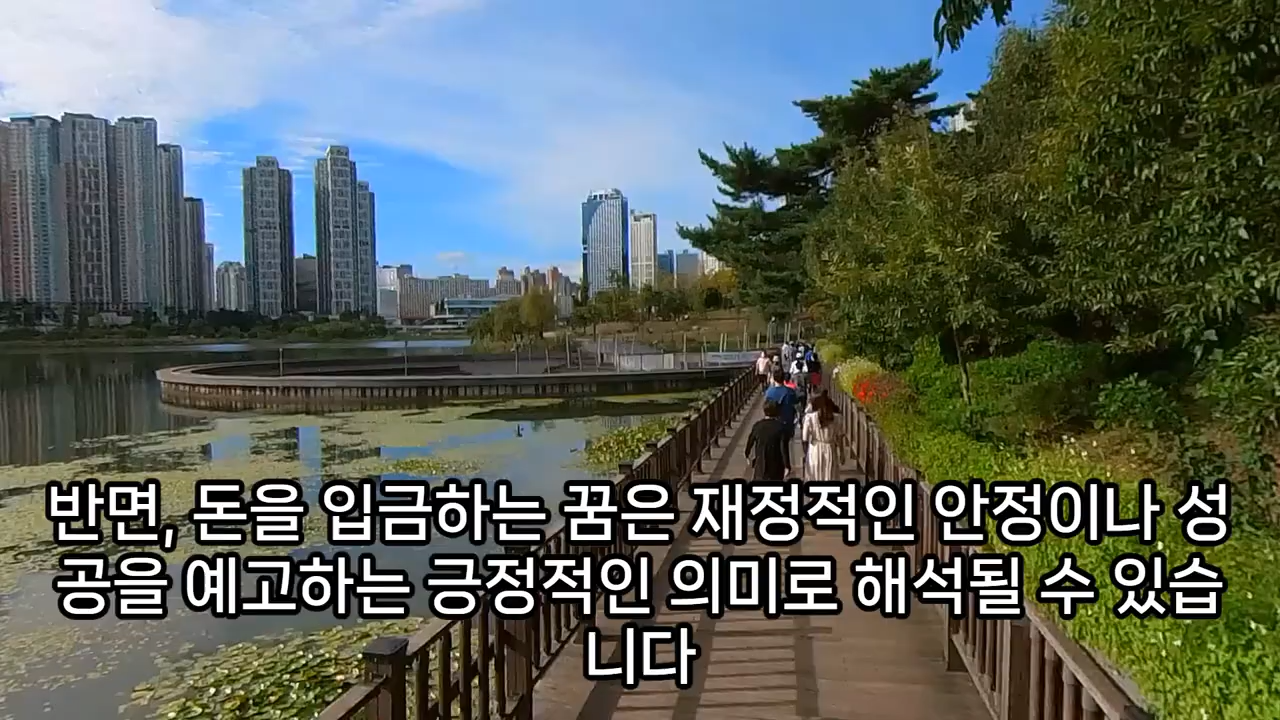 반면, 돈을 입금하는 꿈은 재정적인 안정이나 성
공을 예고하는 긍정적인 의미로 해석될 수 있습
니다